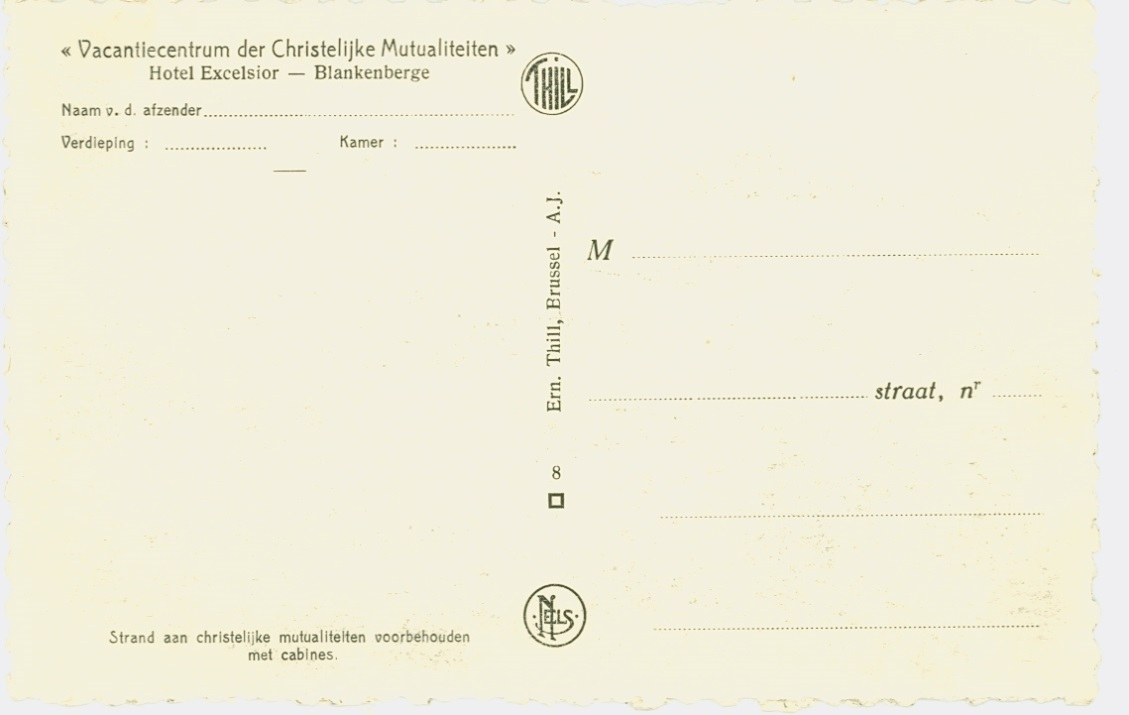 « Vacantiecentrum der Christelijke Mutualiteiten »
Hotel Excelsior — Blankenberge
Naam v. d. afzender
Verdieping :
Kamer :
Strand aan christelijke mutualiteiten voorbehouden
met cabines.
THILL
Ern. Thill, Brussel - A.J.
8
NELS
M
straat, nr